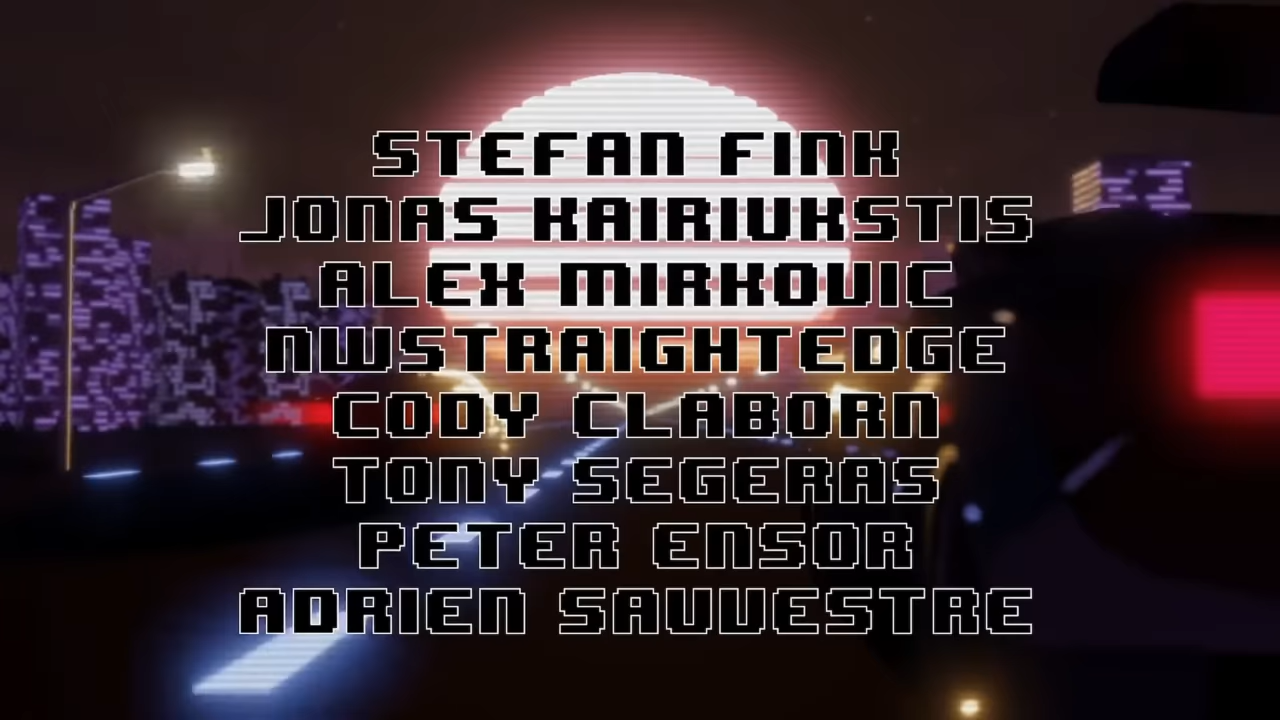 STEFAN FINK
JONAS KAIRIUKSTIS
ALEX MIRKOVIC
NWSTRAIGHTEDGE
CODY CLABORN
TONY SEGERAS
PETER ENSOR
ADRIEN SAUVESTRE